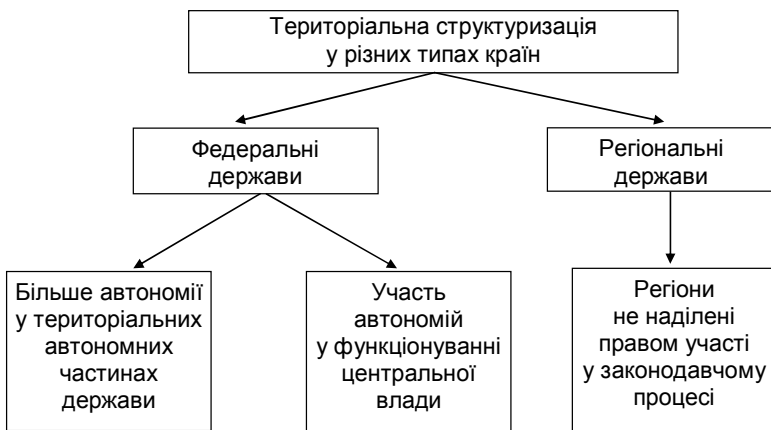 Територіальна структуризація
у різних типах країн
Федеральні
держави
Регіональні
держави
Більше автономії
у територіальних
автономних
частинах
держави
Участь
автономій
у функціонуванні
центральної
влади
Регіони
не наділені
правом участі
у законодавчому
процесі